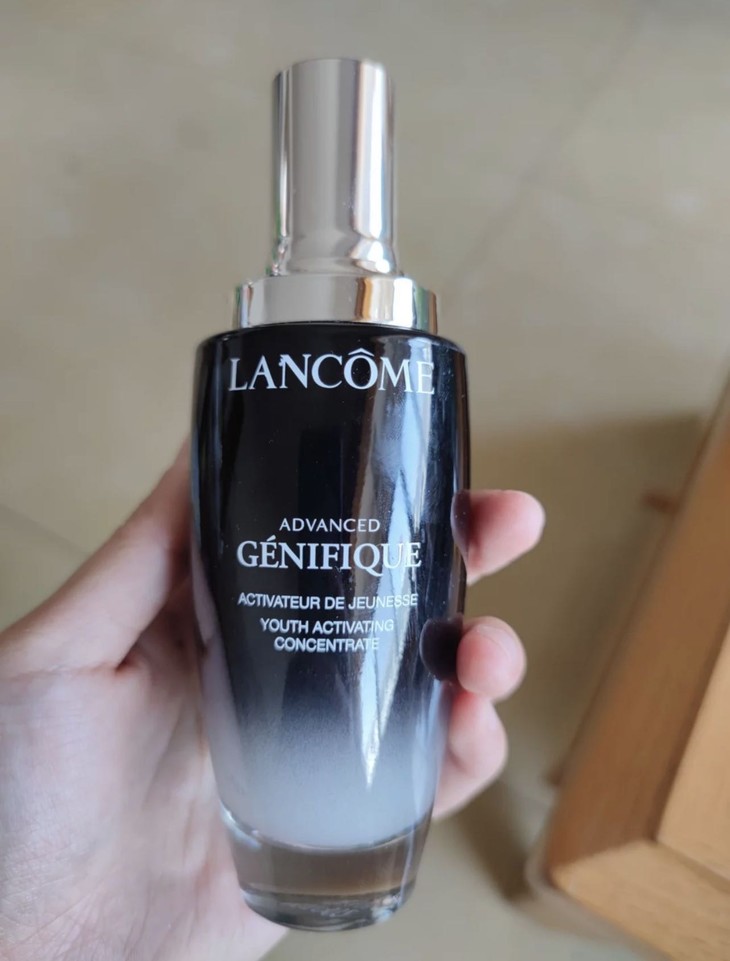 LANCÔME
ADVANCED
GÉNIFIQUE
ACTIVATEUR DE JEUNESSE
YOUTH ACTIVATING
CONCENTRATE